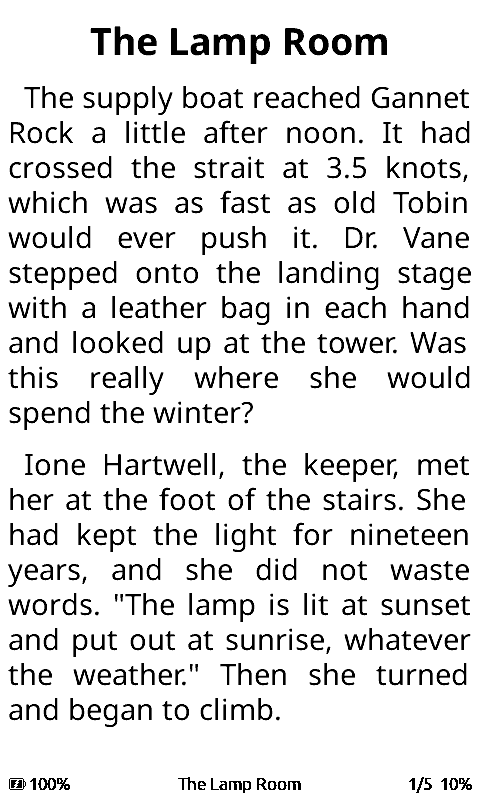 The Lamp Room
The supply boat reached Gannet
Rock a little after noon. It had
crossed the strait at 3.5 knots,
which was as fast as old Tobin
would ever push it. Dr. Vane
stepped onto the landing stage
with a leather bag in each hand
and looked up at the tower. Was
this really where she would
spend the winter?
Ione Hartwell, the keeper, met
her at the foot of the stairs. She
had kept the light for nineteen
years, and she did not waste
words. "The lamp is lit at sunset
and put out at sunrise, whatever
the weather." Then she turned
and began to climb.
100% The Lamp Room 1/5 10%